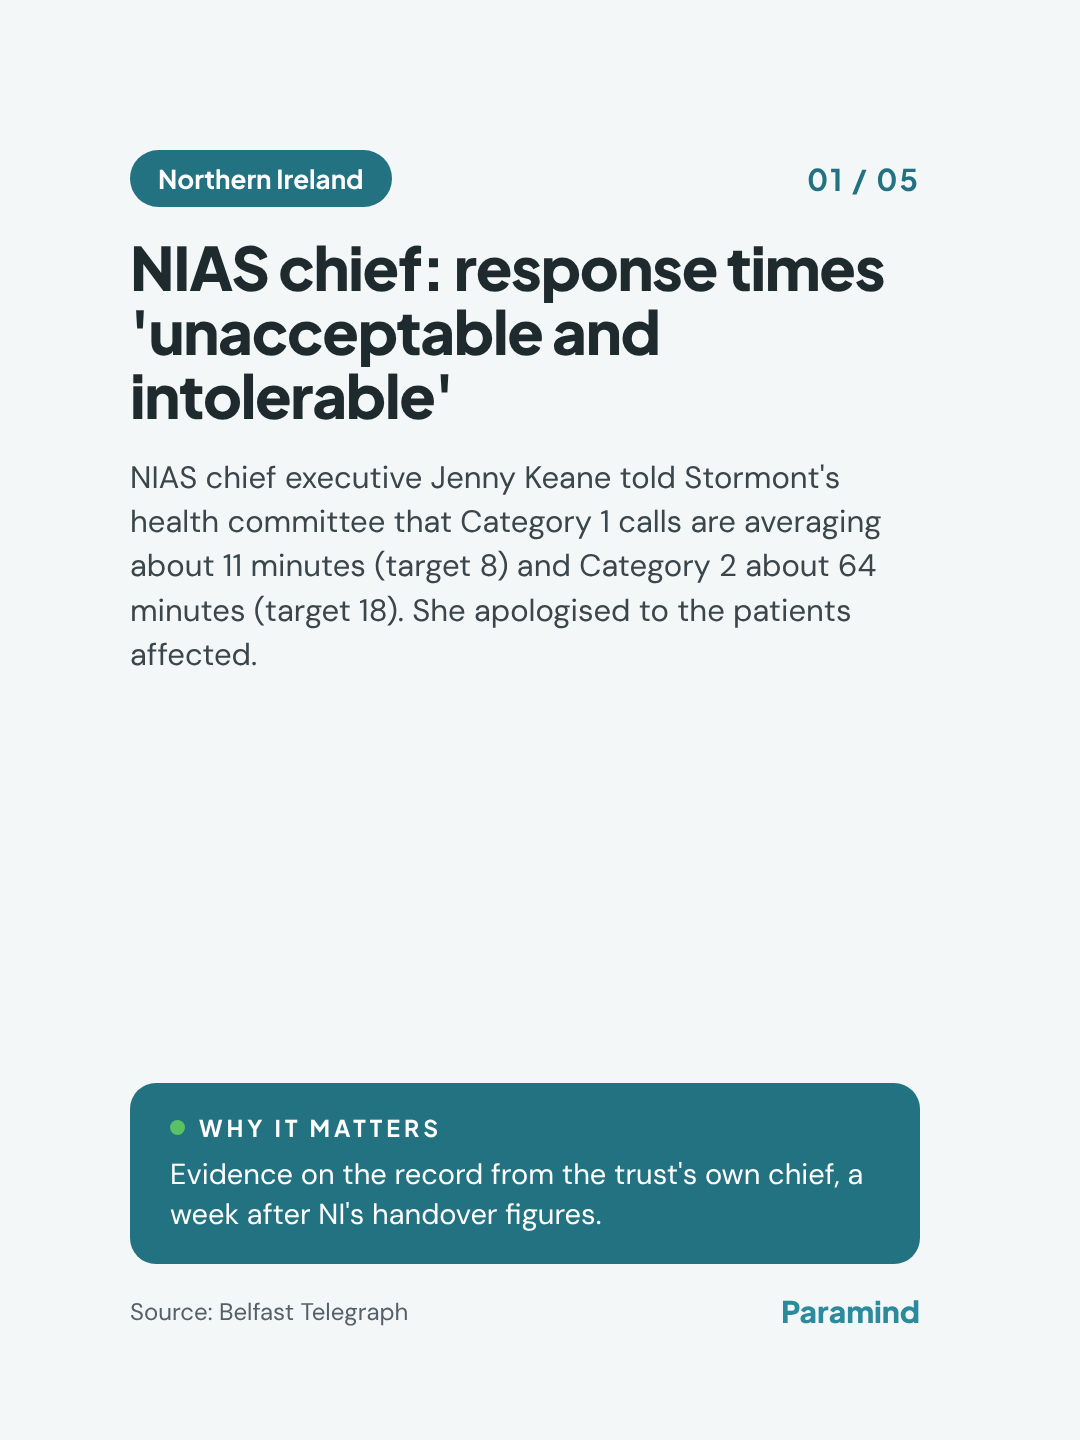 Northern Ireland
01 / 05
NIAS chief: response times
'unacceptable and
intolerable'
NIAS chief executive Jenny Keane told Stormont's
health committee that Category 1 calls are averaging
about 11 minutes (target 8) and Category 2 about 64
minutes (target 18). She apologised to the patients
affected.
WHY IT MATTERS
Evidence on the record from the trust's own chief, a
week after NI's handover figures.
Source: Belfast Telegraph
Paramind